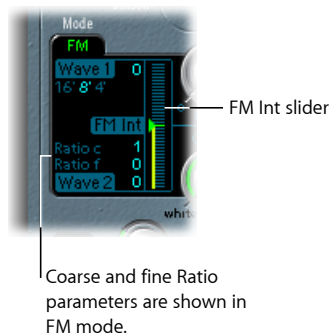 Mode
FM
Wave 1 0
16' 8' 4'
FM Int slider
FM Int
Ratio c 1
Ratio f 0
Wave 2 0
whit
Coarse and fine Ratio
parameters are shown in
FM mode.